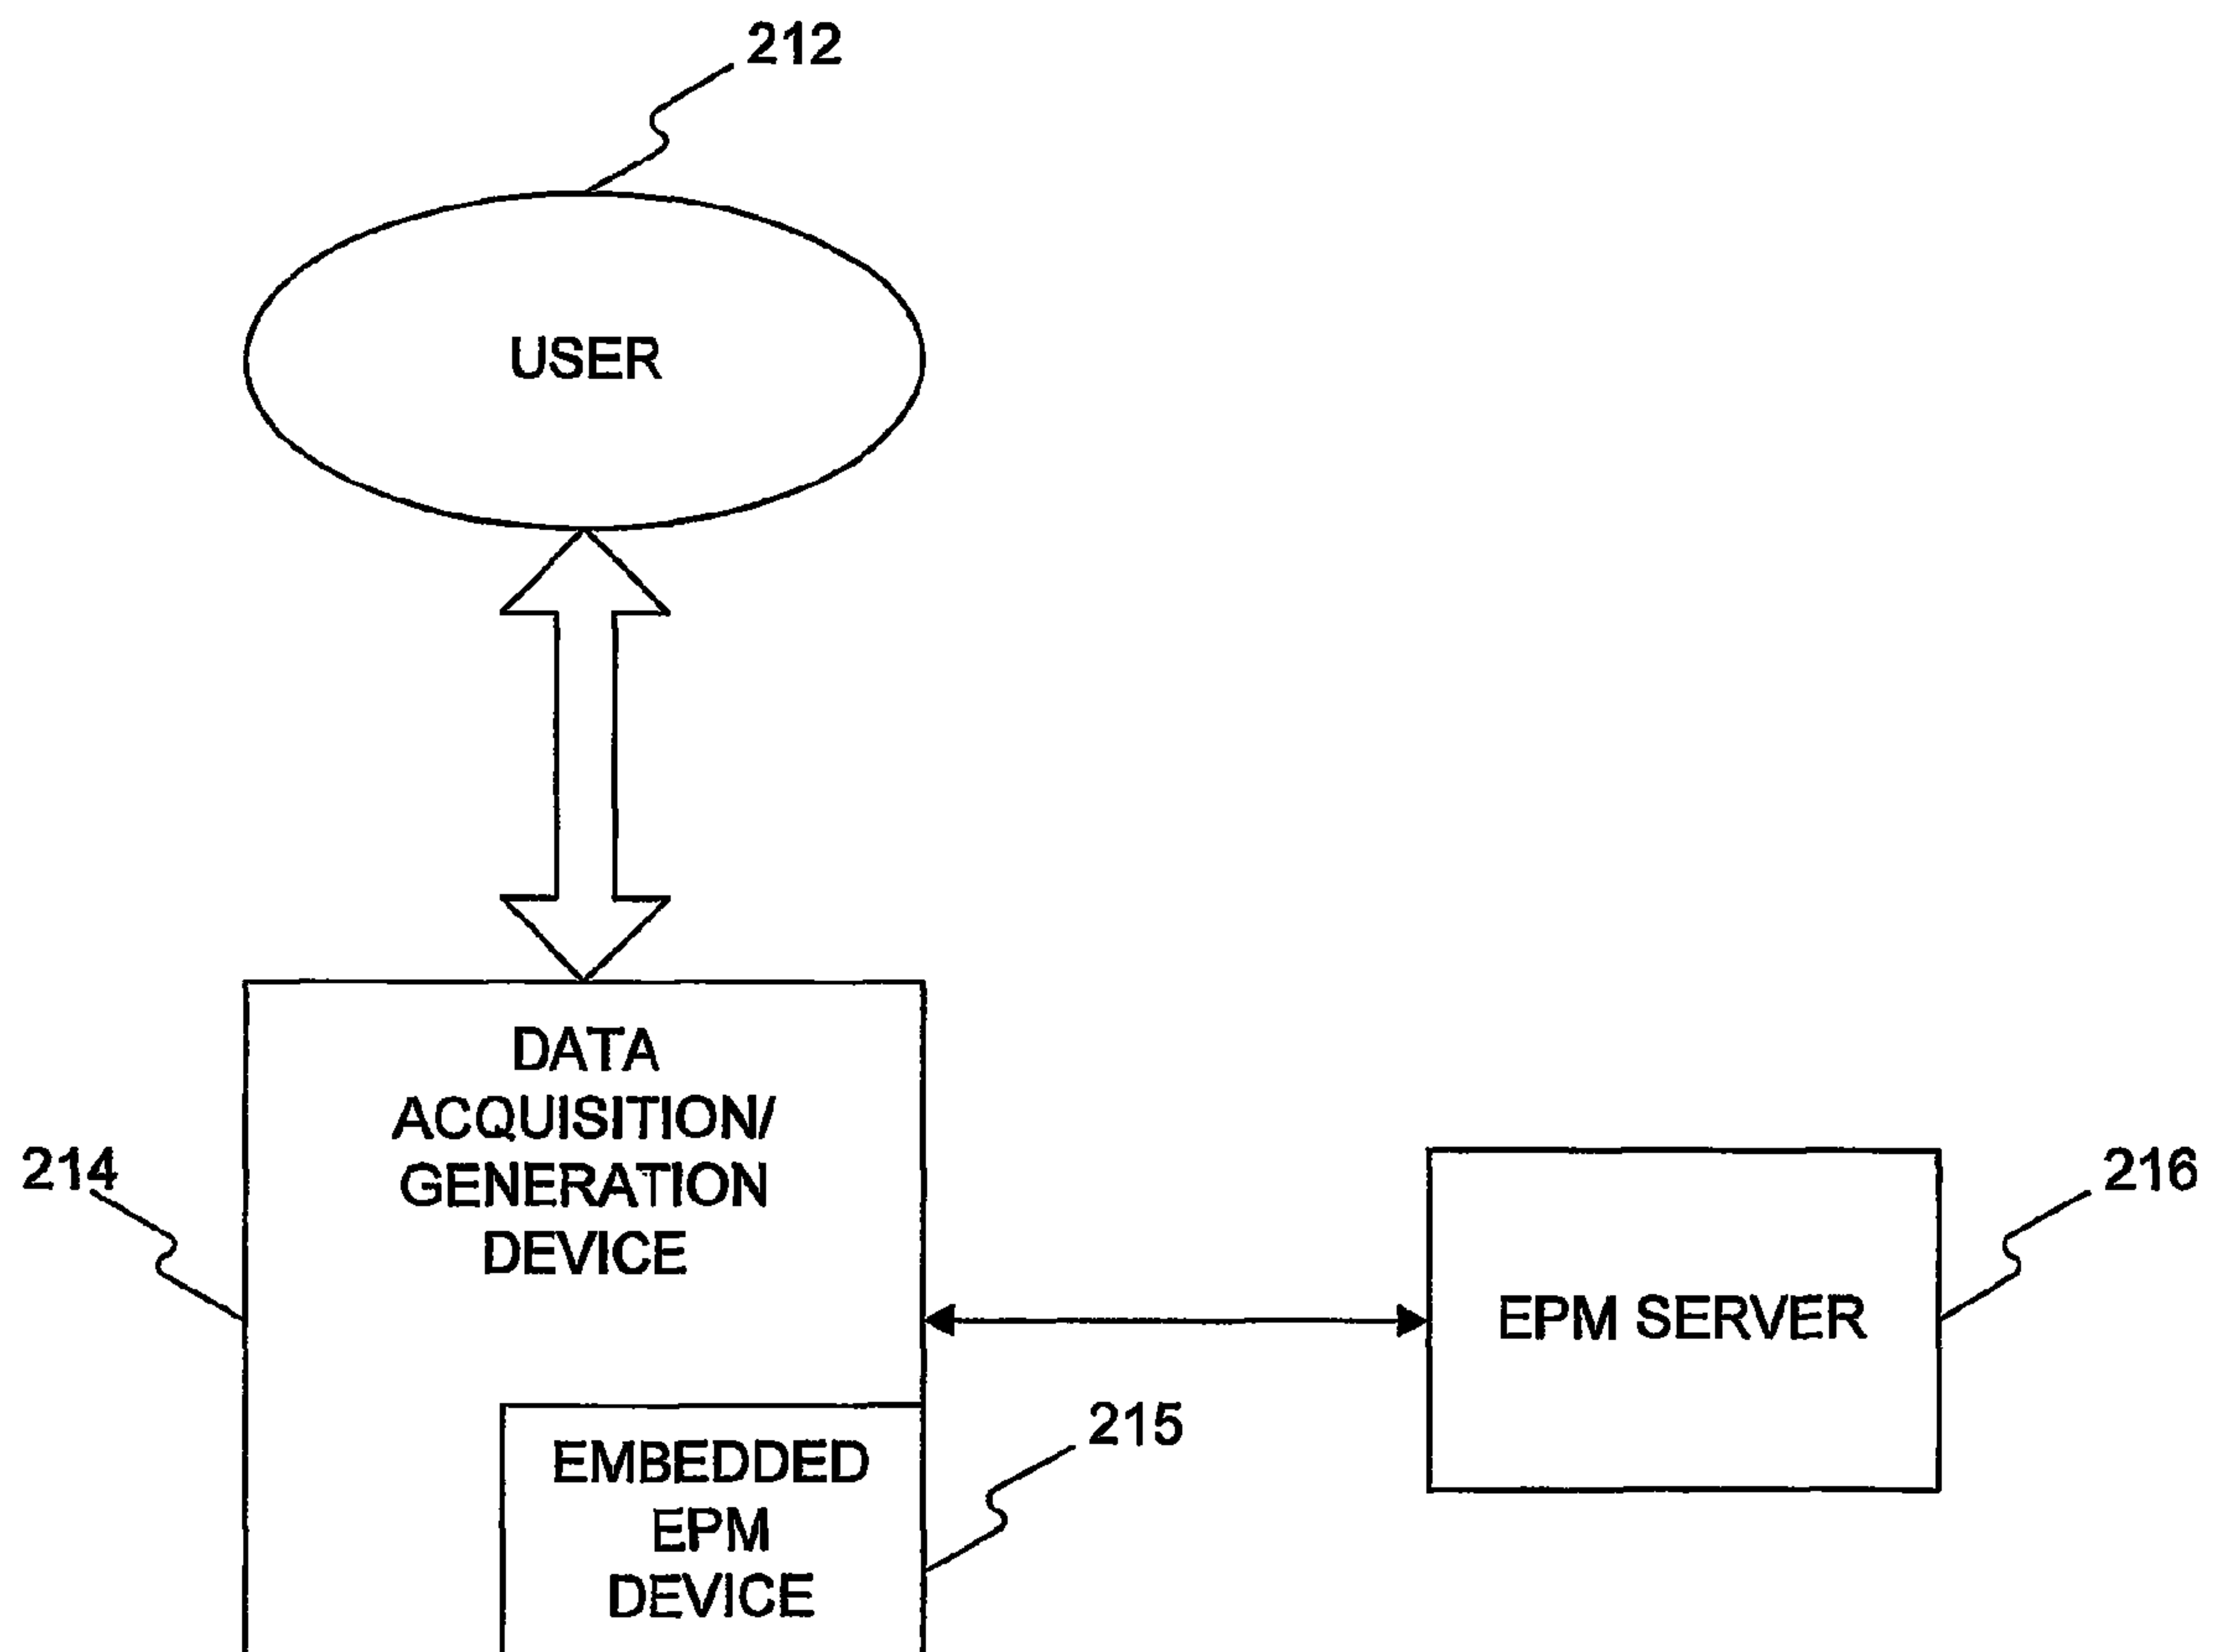 212
USER
DATA
ACQUISITION/
GENERATION
DEVICE
214
216
EPM SERVER
215
EMBEDDED
EPM
DEVICE